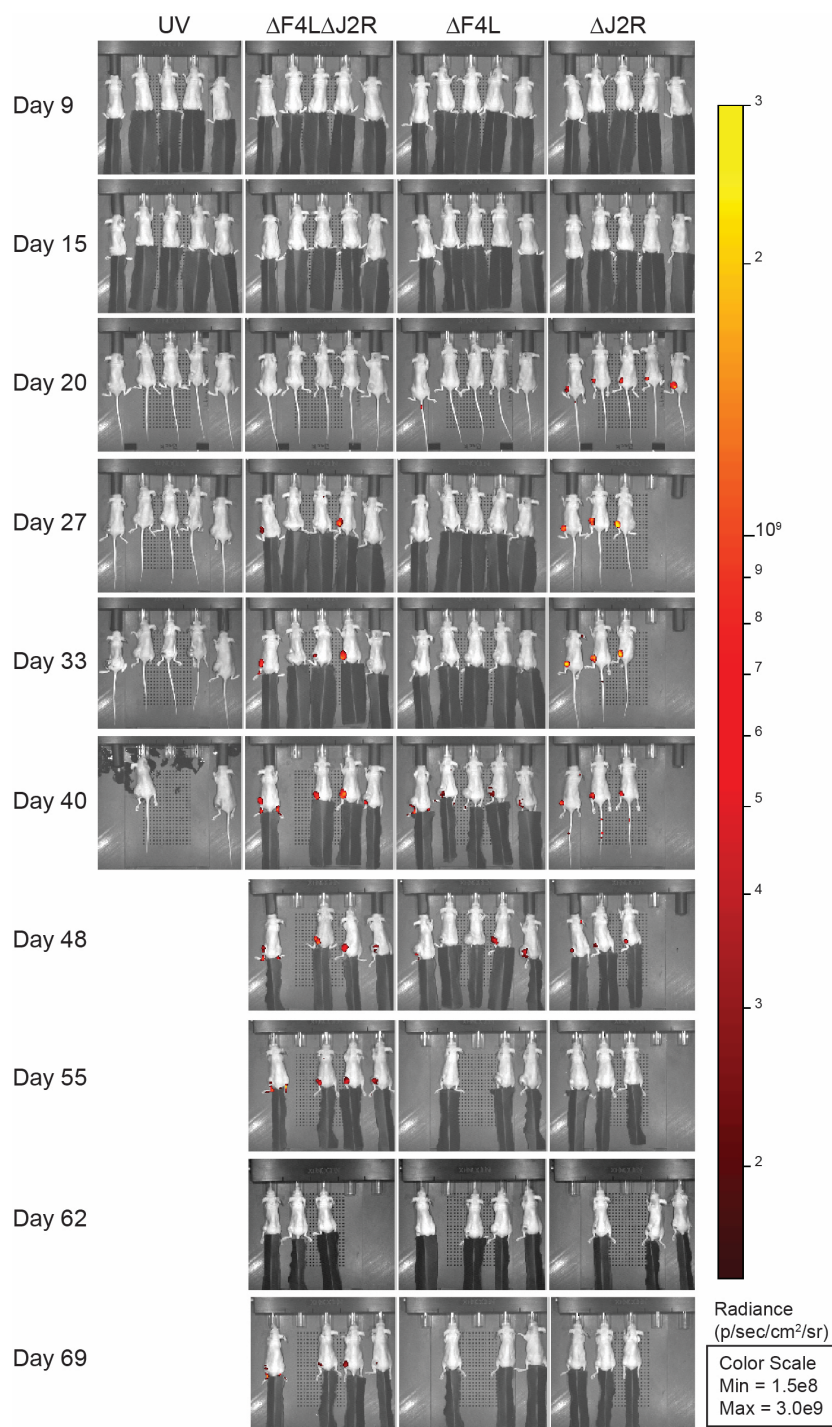 UV ΔF4LΔJ2R ΔF4L ΔJ2R
Day 9
Day 15
Day 20
Day 27
Day 33
Day 40
Day 48
Day 55
Day 62
Day 69
3
2
10⁹
9
8
7
6
5
4
3
2
Radiance
(p/sec/cm²/sr)
Color Scale
Min = 1.5e8
Max = 3.0e9